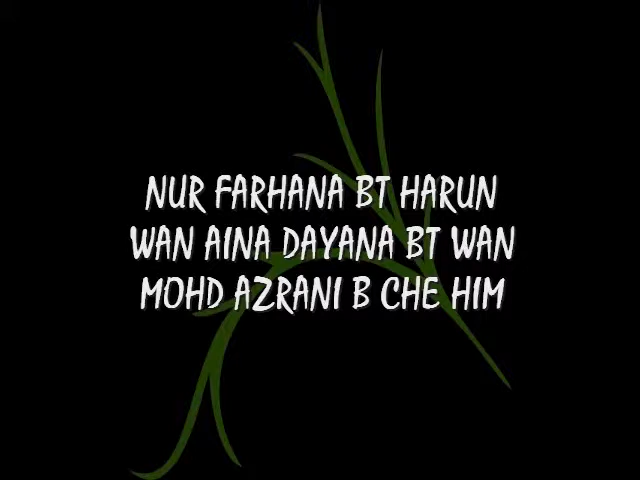 NUR FARHANA BT HARUN
WAN AINA DAYANA BT WAN
MOHD AZRANI B CHE HIM